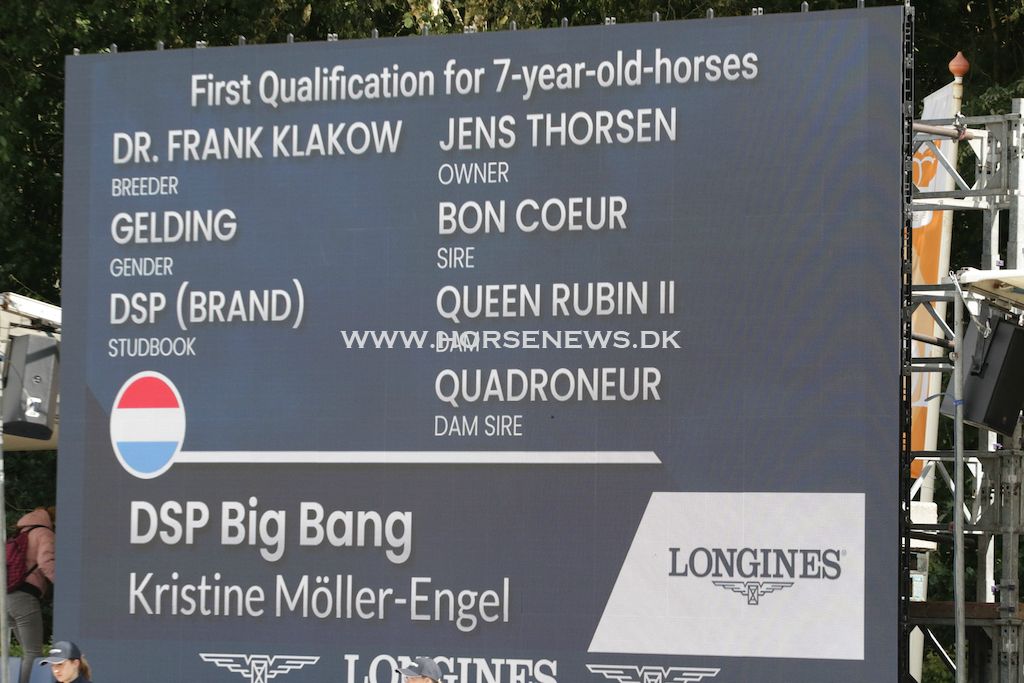 First Qualification for 7-year-old-horses
DR. FRANK KLAKOW
BREEDER
GELDING
GENDER
DSP (BRAND)
STUDBOOK
JENS THORSEN
OWNER
BON COEUR
SIRE
QUEEN RUBIN II
DAM
WWW.HORSENEWS.DK
QUADRONEUR
DAM SIRE
DSP Big Bang
Kristine Möller-Engel
LONGINES
LONGINES